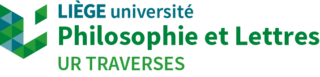 LIÈGE université
Philosophie et Lettres
UR TRAVERSES